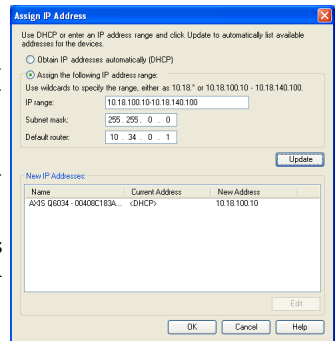 Assign IP Address
Use DHCP or enter an IP address range and click Update to automatically list available
addresses for the devices.
Obtain IP addresses automatically (DHCP)
Assign the following IP address range:
Use wildcards to specify the range, either as 10.18.* or 10.18.100.10 - 10.18.140.100.
IP range: 10.18.100.10-10.18.140.100
Subnet mask: 255 . 255 . 0 . 0
Default router: 10 . 34 . 0 . 1
Update
New IP Addresses:
Name Current Address New Address
AXIS Q6034 - 00408C183A... <DHCP> 10.18.100.10
Edit
OK Cancel Help